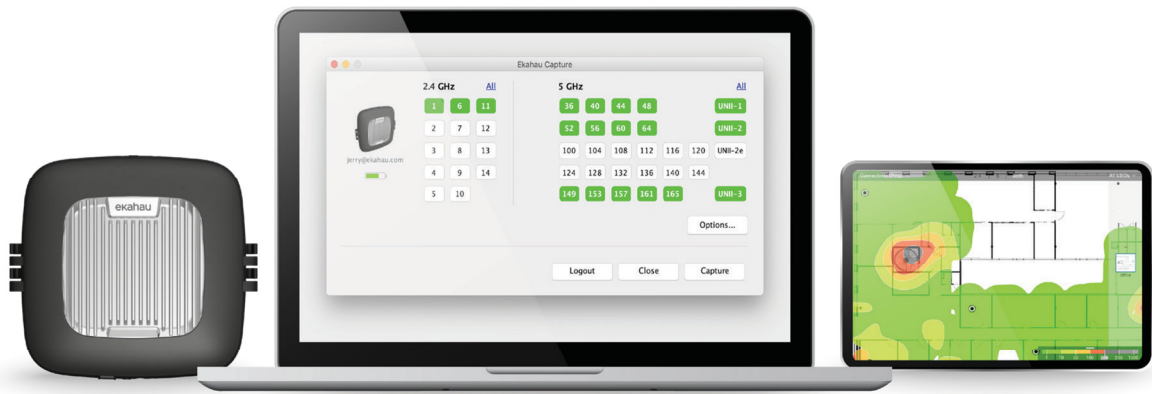 ekahau
Ekahau Capture
jerry@ekahau.com
2.4 GHz All
1 6 11
2 7 12
3 8 13
4 9 14
5 10
5 GHz All
36 40 44 48 UNII-1
52 56 60 64 UNII-2
100 104 108 112 116 120 UNII-2e
124 128 132 136 140 144
149 153 157 161 165 UNII-3
Options...
Logout Close Capture